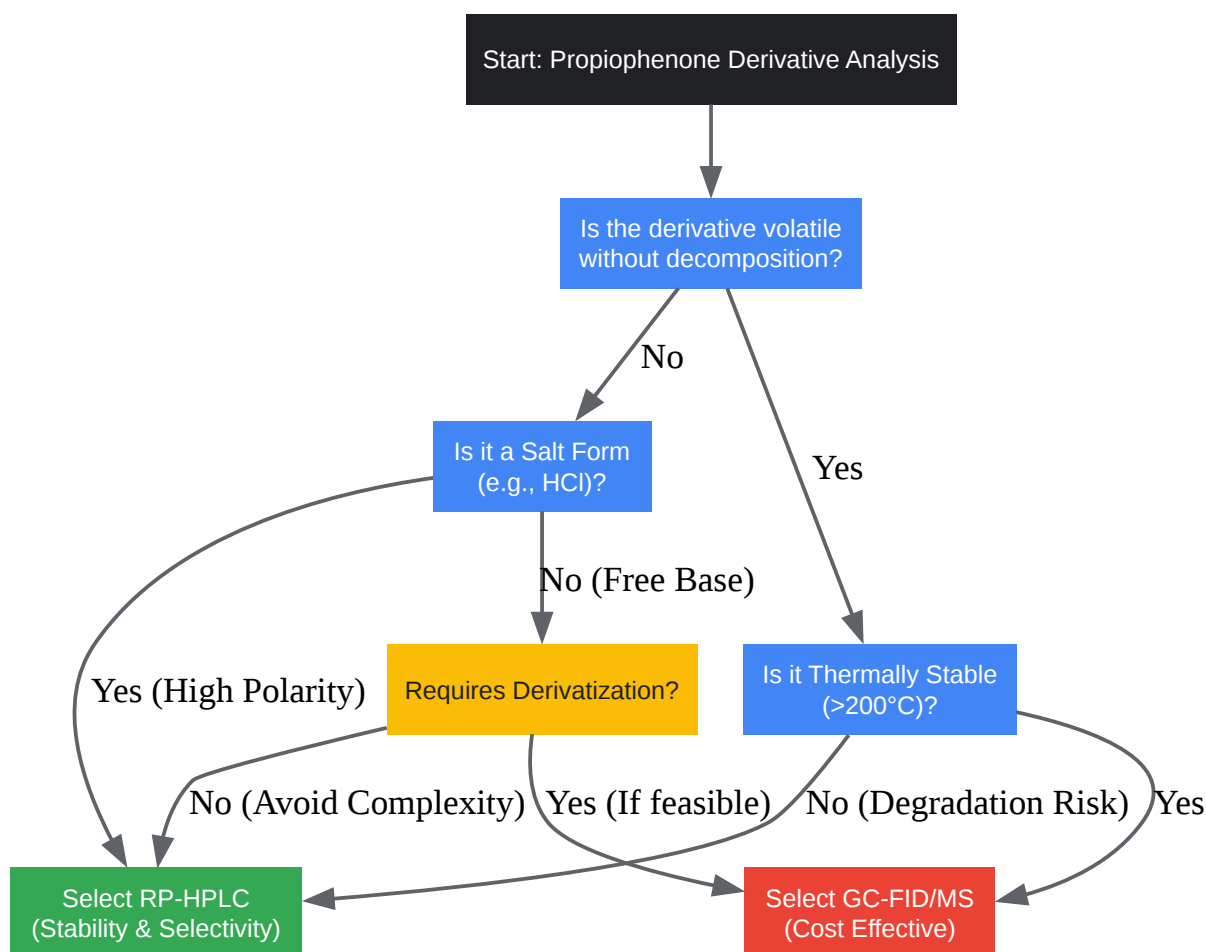 Start: Propiophenone Derivative Analysis
Is the derivative volatile
without decomposition?
No
Is it a Salt Form
(e.g., HCl)?
Yes
No (Free Base)
Yes (High Polarity)
Requires Derivatization?
Is it Thermally Stable
(>200°C)?
No (Avoid Complexity)
Yes (If feasible)
No (Degradation Risk)
Yes
Select RP-HPLC
(Stability & Selectivity)
Select GC-FID/MS
(Cost Effective)